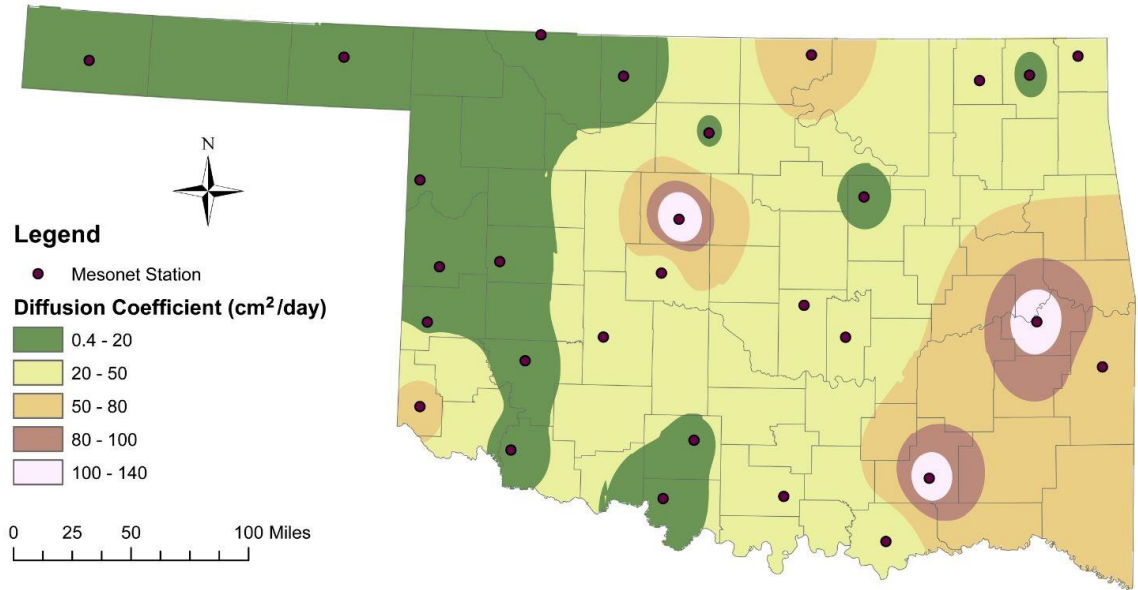 N
Legend
Mesonet Station
Diffusion Coefficient (cm²/day)
0.4 - 20
20 - 50
50 - 80
80 - 100
100 - 140
0 25 50 100 Miles